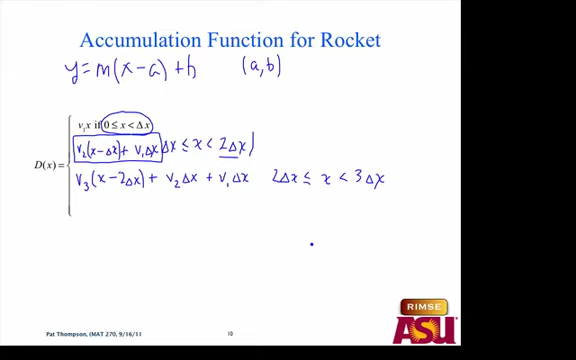 Accumulation Function for Rocket
y = m(x-a) + b (a,b)
v₁x if 0 ≤ x < Δx
v₂(x-Δx) + v₁Δx Δx ≤ x < 2Δx)
D(x) =
v₃(x-2Δx) + v₂Δx + v₁Δx 2Δx ≤ x < 3Δx
RIMSE
ASU
Pat Thompson, (MAT 270, 9/16/11 10